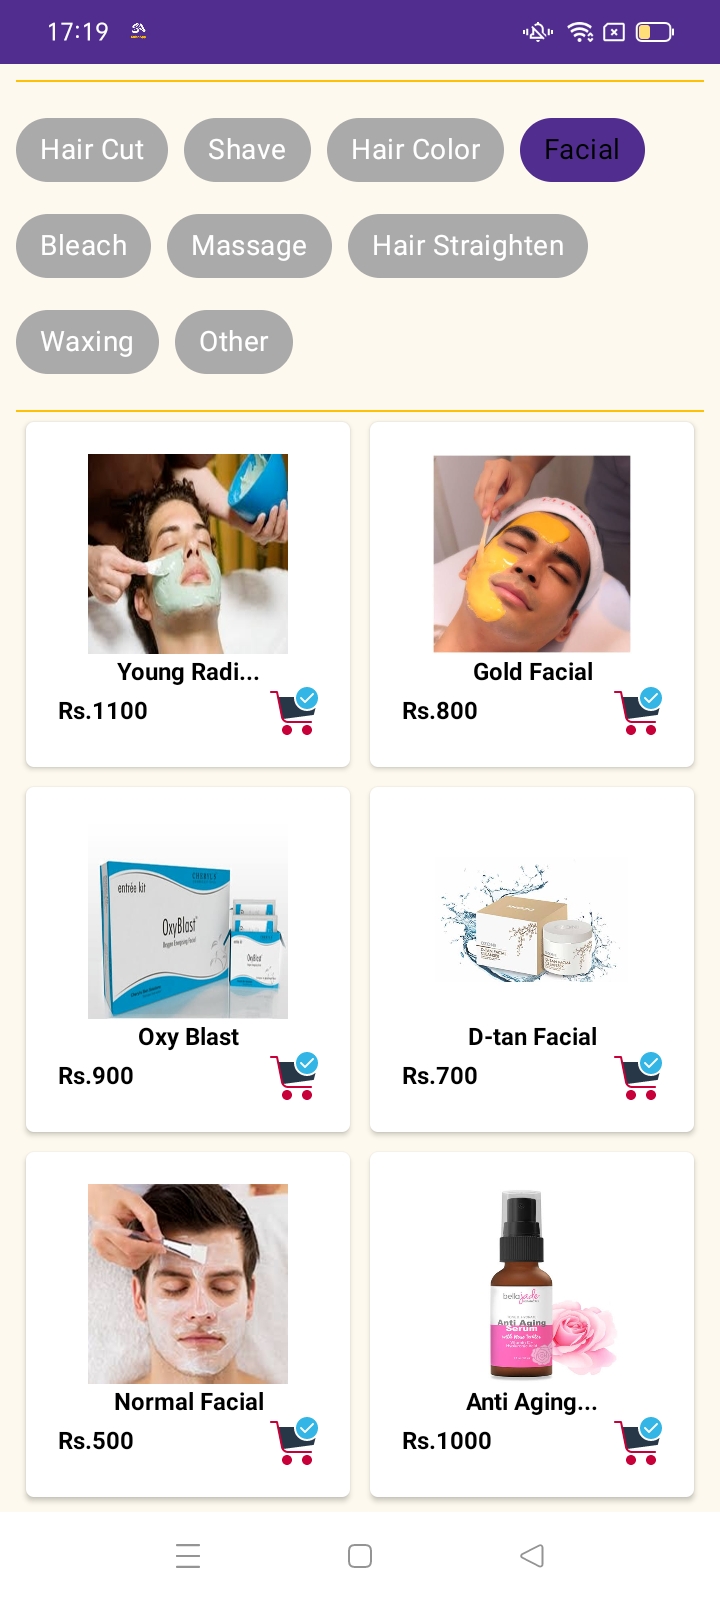 17:19
Hair Cut
Shave
Hair Color
Facial
Bleach
Massage
Hair Straighten
Waxing
Other
Young Radi...
Gold Facial
Rs.1100
Rs.800
entrée kit
OxyBlast
Oxy Blast
D-tan Facial
Rs.900
Rs.700
bella jade
Anti Aging
Serum
Normal Facial
Anti Aging...
Rs.500
Rs.1000